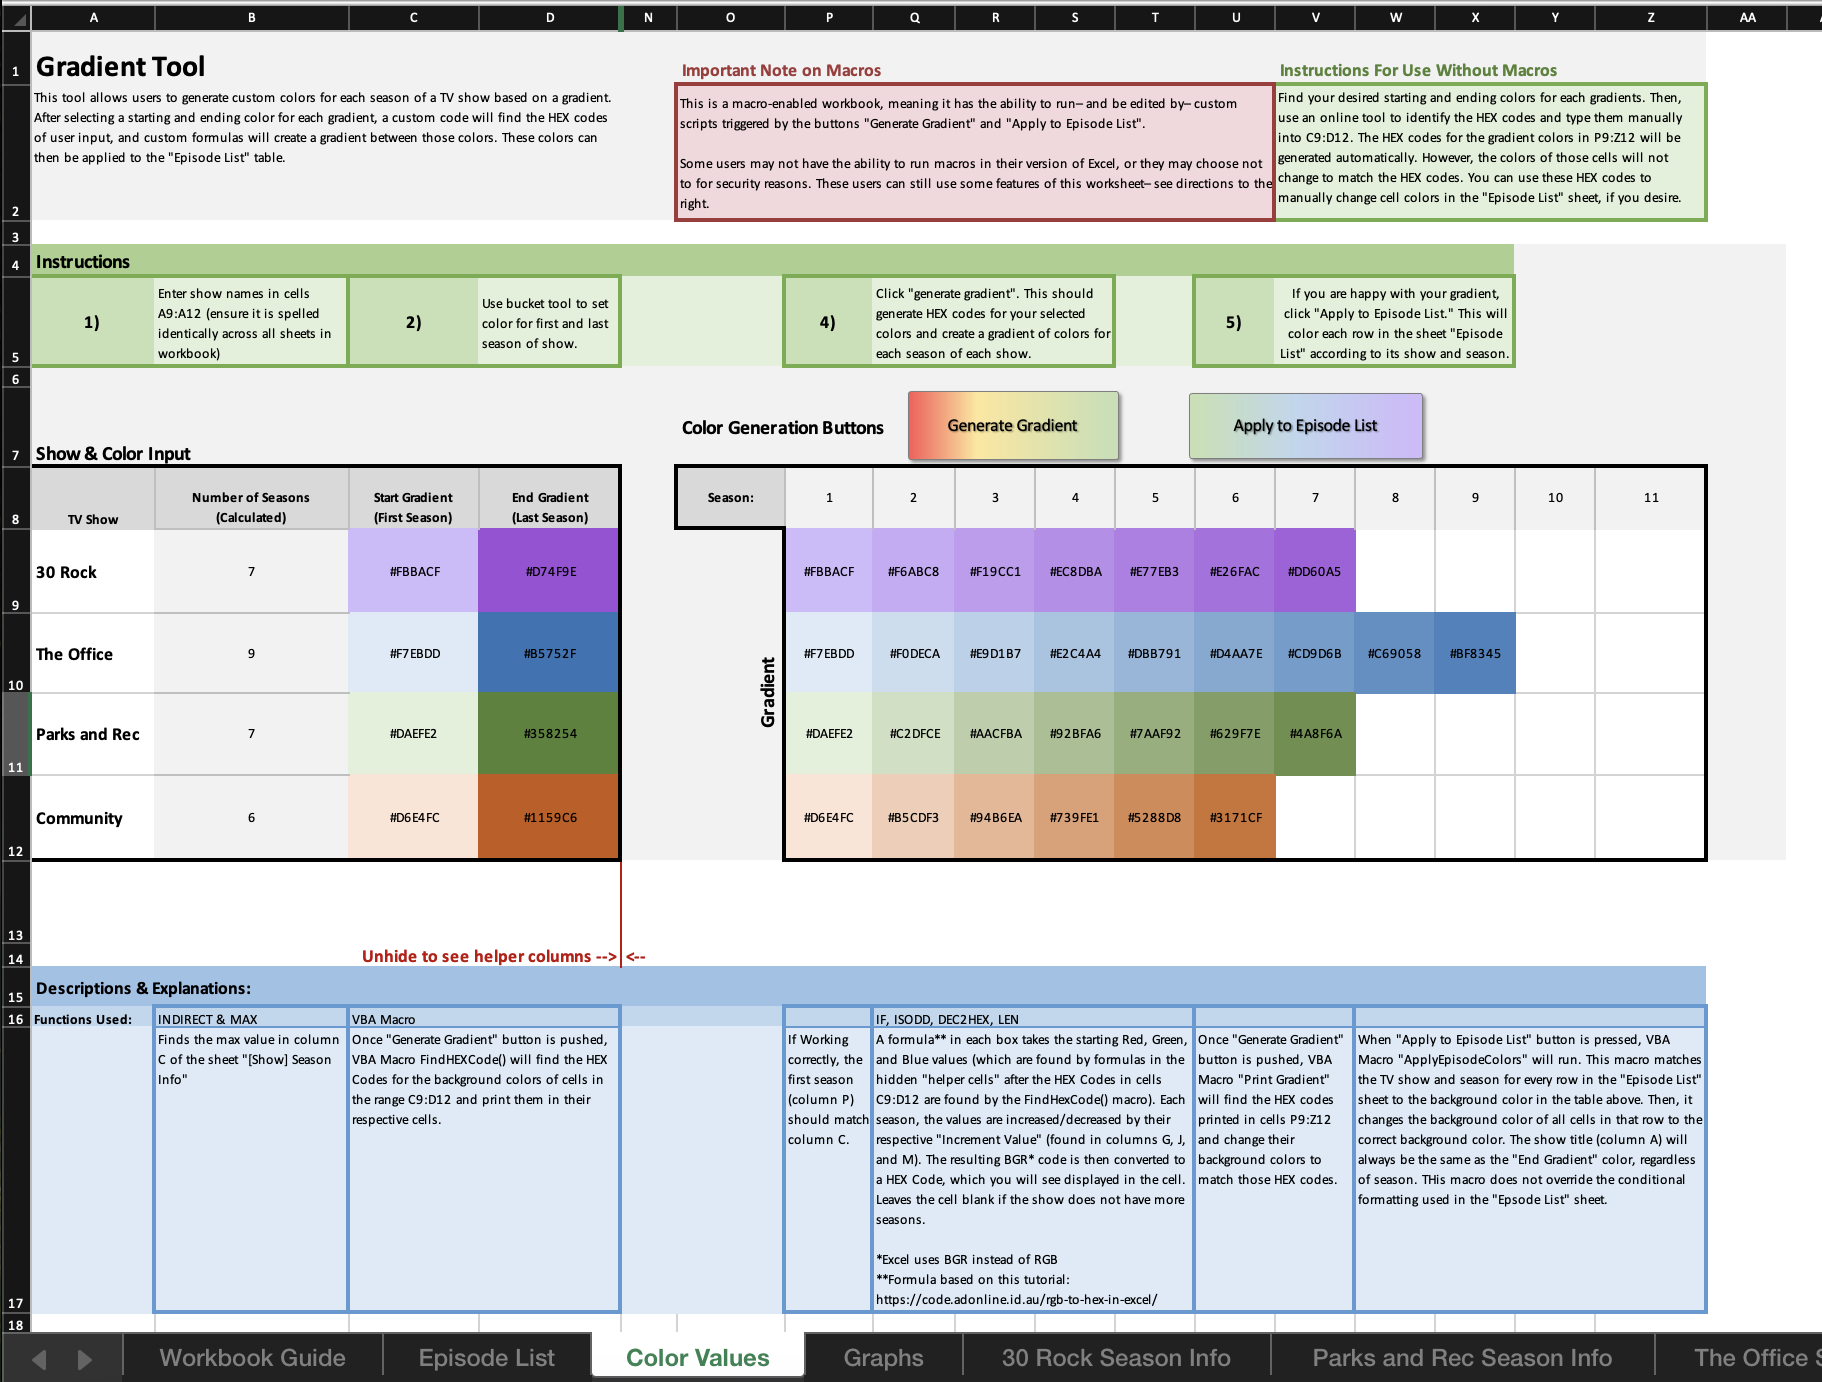 A B C D N O P Q R S T U V W X Y Z AA
1
Gradient Tool
This tool allows users to generate custom colors for each season of a TV show based on a gradient.
After selecting a starting and ending color for each gradient, a custom code will find the HEX codes
of user input, and custom formulas will create a gradient between those colors. These colors can
then be applied to the "Episode List" table.
Important Note on Macros
This is a macro-enabled workbook, meaning it has the ability to run– and be edited by– custom
scripts triggered by the buttons "Generate Gradient" and "Apply to Episode List".
Some users may not have the ability to run macros in their version of Excel, or they may choose not
to for security reasons. These users can still use some features of this worksheet– see directions to the
right.
Instructions For Use Without Macros
Find your desired starting and ending colors for each gradients. Then,
use an online tool to identify the HEX codes and type them manually
into C9:D12. The HEX codes for the gradient colors in P9:Z12 will be
generated automatically. However, the colors of those cells will not
change to match the HEX codes. You can use these HEX codes to
manually change cell colors in the "Episode List" sheet, if you desire.
2
3
4
Instructions
1)
Enter show names in cells
A9:A12 (ensure it is spelled
identically across all sheets in
workbook)
2)
Use bucket tool to set
color for first and last
season of show.
4)
Click "generate gradient". This should
generate HEX codes for your selected
colors and create a gradient of colors for
each season of each show.
5)
If you are happy with your gradient,
click "Apply to Episode List." This will
color each row in the sheet "Episode
List" according to its show and season.
5
6
7
Show & Color Input
Color Generation Buttons
Generate Gradient
Apply to Episode List
8
TV Show
Number of Seasons
(Calculated)
Start Gradient
(First Season)
End Gradient
(Last Season)
Season: 1 2 3 4 5 6 7 8 9 10 11
9
30 Rock 7 #FBBACF #D74F9E #FBBACF #F6ABC8 #F19CC1 #EC8DBA #E77EB3 #E26FAC #DD60A5
10
The Office 9 #F7EBDD #B5752F #F7EBDD #F0DECA #E9D1B7 #E2C4A4 #DBB791 #D4AA7E #CD9D6B #C69058 #BF8345
Gradient
11
Parks and Rec 7 #DAEFE2 #358254 #DAEFE2 #C2DFCE #AACFBA #92BFA6 #7AAF92 #629F7E #4A8F6A
12
Community 6 #D6E4FC #1159C6 #D6E4FC #B5CDF3 #94B6EA #739FE1 #5288D8 #3171CF
13
14
Unhide to see helper columns --> <--
15
Descriptions & Explanations:
16
Functions Used: INDIRECT & MAX VBA Macro IF, ISODD, DEC2HEX, LEN
Finds the max value in column
C of the sheet "[Show] Season
Info"
Once "Generate Gradient" button is pushed,
VBA Macro FindHEXCode() will find the HEX
Codes for the background colors of cells in
the range C9:D12 and print them in their
respective cells.
If Working
correctly, the
first season
(column P)
should match
column C.
A formula** in each box takes the starting Red, Green,
and Blue values (which are found by formulas in the
hidden "helper cells" after the HEX Codes in cells
C9:D12 are found by the FindHexCode() macro). Each
season, the values are increased/decreased by their
respective "Increment Value" (found in columns G, J,
and M). The resulting BGR* code is then converted to
a HEX Code, which you will see displayed in the cell.
Leaves the cell blank if the show does not have more
seasons.
*Excel uses BGR instead of RGB
**Formula based on this tutorial:
https://code.adonline.id.au/rgb-to-hex-in-excel/
Once "Generate Gradient"
button is pushed, VBA
Macro "Print Gradient"
will find the HEX codes
printed in cells P9:Z12
and change their
background colors to
match those HEX codes.
When "Apply to Episode List" button is pressed, VBA
Macro "ApplyEpisodeColors" will run. This macro matches
the TV show and season for every row in the "Episode List"
sheet to the background color in the table above. Then, it
changes the background color of all cells in that row to the
correct background color. The show title (column A) will
always be the same as the "End Gradient" color, regardless
of season. THis macro does not override the conditional
formatting used in the "Epsode List" sheet.
17
18
Workbook Guide Episode List Color Values Graphs 30 Rock Season Info Parks and Rec Season Info The Office S